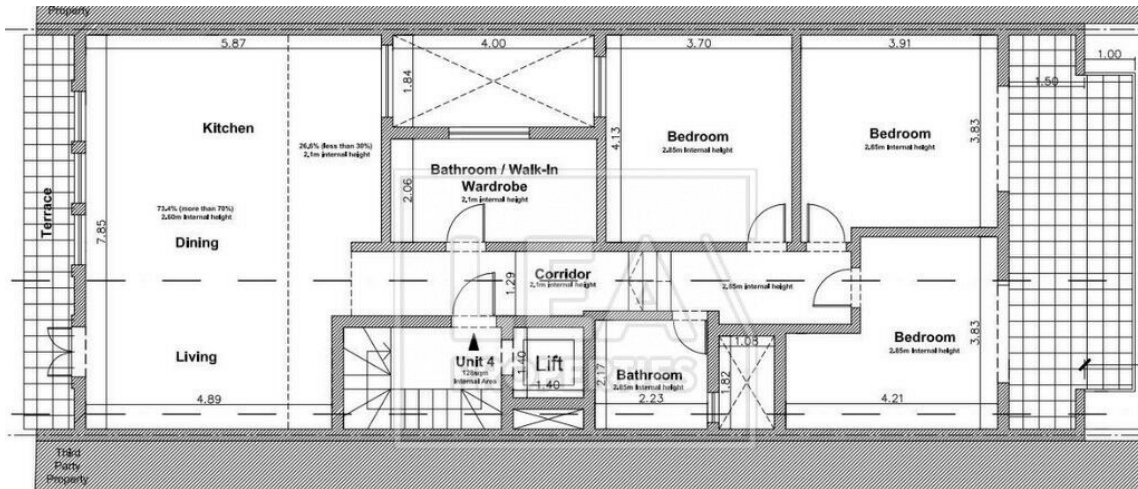 Property
5.87
4.00
3.70
3.91
1.00
1.50
1.84
Kitchen
26,6% (less than 30%)
2,1m internal height
Bedroom
2.85m Internal height
4.13
Bedroom
2.85m Internal height
3.83
Bathroom / Walk-In
Wardrobe
2,1m internal height
2.06
Terrace
7.85
73.4% (more than 70%)
2.60m Internal height
Dining
Corridor
2,1m internal height
1.29
2,85m internal height
Living
Unit 4
128sqm
Internal Area
1.40
Lift
1.40
2.17
Bathroom
2.85m Internal height
2.23
1.08
1.82
Bedroom
2.85m Internal height
3.83
4.89
4.21
LEA
PROPERTIES
Third
Party
Property